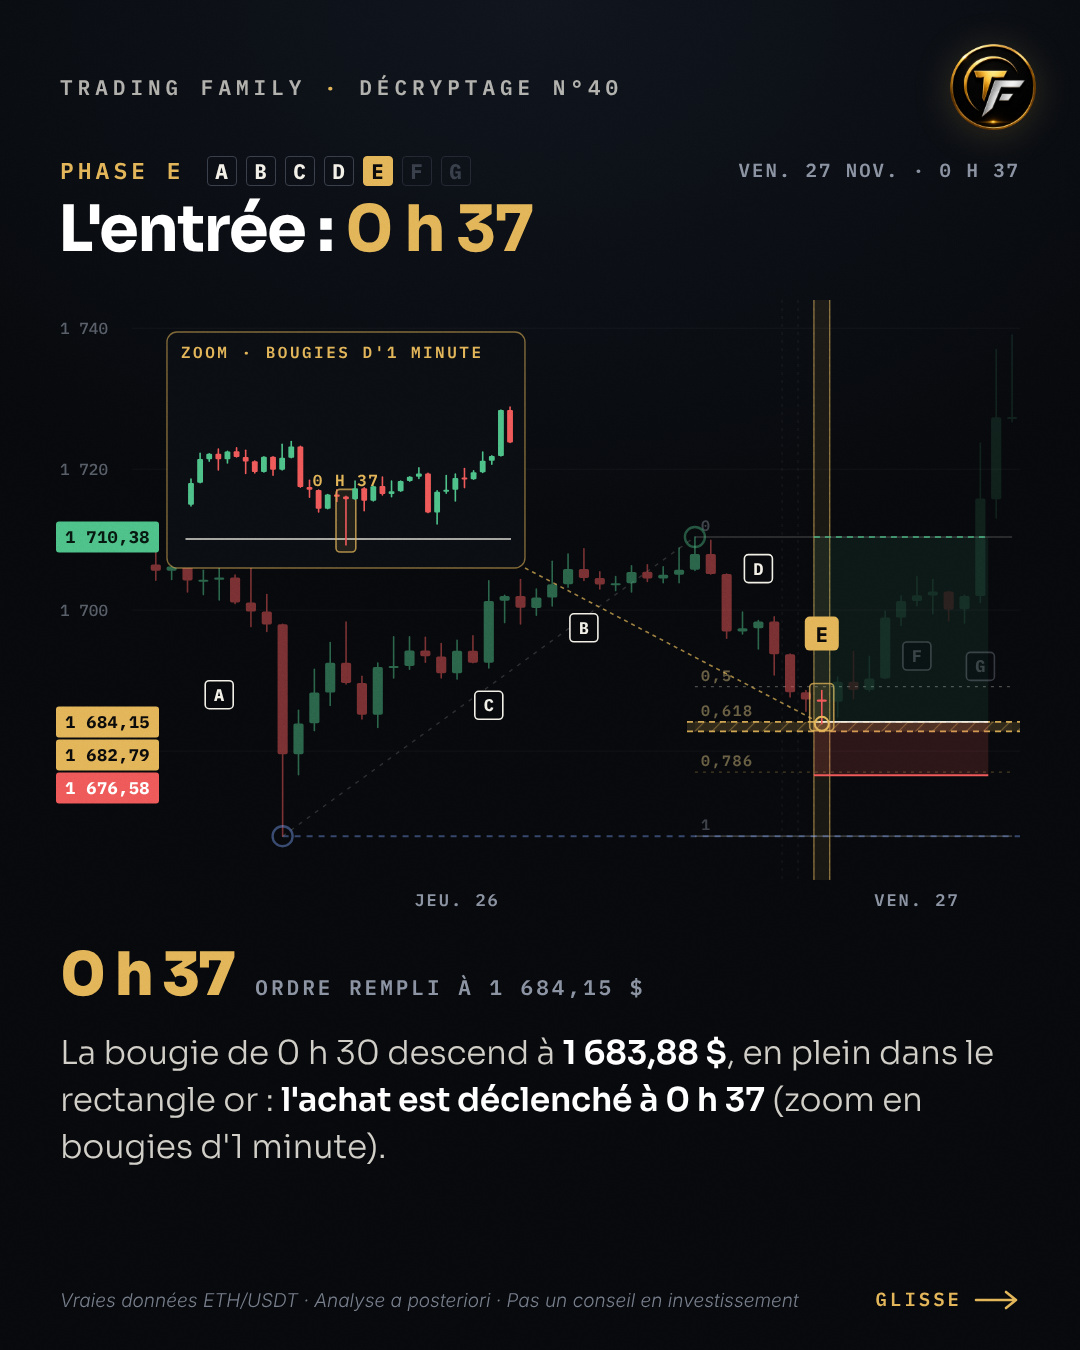 TRADING FAMILY · DÉCRYPTAGE N°40
TF
PHASE E A B C D E F G
VEN. 27 NOV. · 0 H 37
L'entrée : 0 h 37
1 740
ZOOM · BOUGIES D'1 MINUTE
0 H 37
1 720
1 710,38
1 700
0
D
B
E
F
G
A
C
0,5
0,618
0,786
1
1 684,15
1 682,79
1 676,58
JEU. 26
VEN. 27
0 h 37 ORDRE REMPLI À 1 684,15 $
La bougie de 0 h 30 descend à 1 683,88 $, en plein dans le
rectangle or : l'achat est déclenché à 0 h 37 (zoom en
bougies d'1 minute).
Vraies données ETH/USDT · Analyse a posteriori · Pas un conseil en investissement
GLISSE